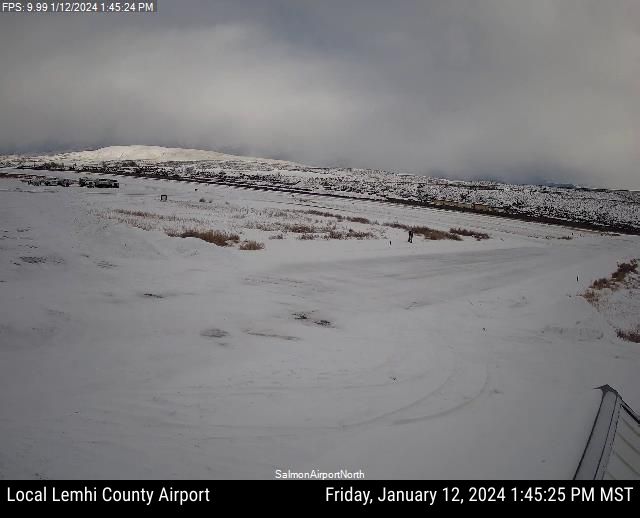 FPS: 9.99 1/12/2024 1:45:24 PM
SalmonAirportNorth
Local Lemhi County Airport Friday, January 12, 2024 1:45:25 PM MST